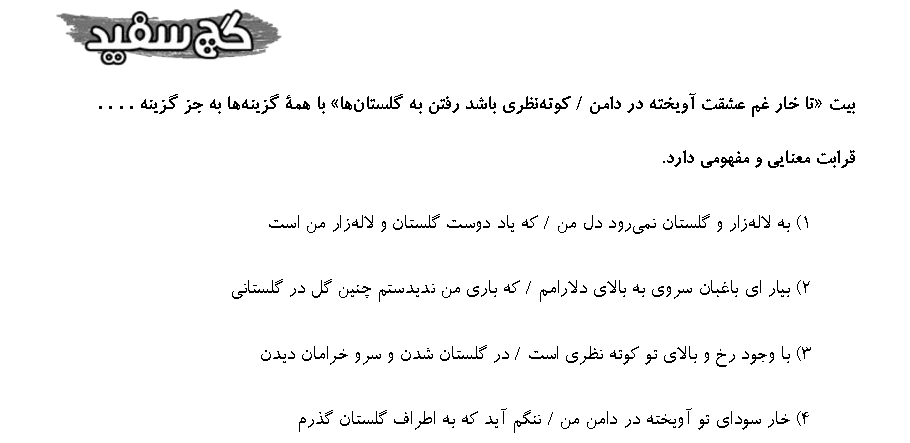 گچ سفید
بیت «تا خار غم عشقت آویخته در دامن / کوته‌نظری باشد رفتن به گلستان‌ها» با همهٔ گزینه‌ها به جز گزینه . . . .
قرابت معنایی و مفهومی دارد.
۱) به لاله‌زار و گلستان نمی‌رود دل من / که یاد دوست گلستان و لاله‌زار من است
۲) بیار ای باغبان سروی به بالای دلارامم / که باری من ندیدستم چنین گل در گلستانی
۳) با وجود رخ و بالای تو کوته نظری است / در گلستان شدن و سرو خرامان دیدن
۴) خار سودای تو آویخته در دامن من / ننگم آید که به اطراف گلستان گذرم